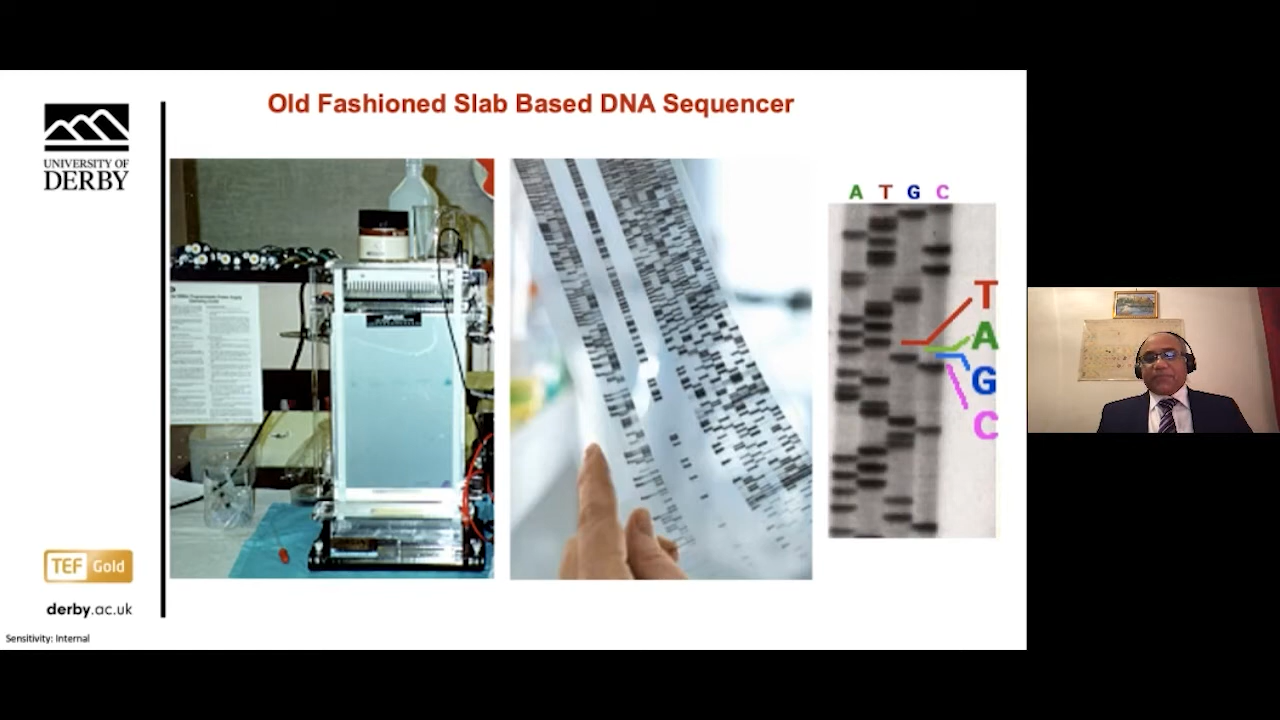 Old Fashioned Slab Based DNA Sequencer
UNIVERSITY OF
DERBY
A T G C
T
A
G
C
TEF Gold
derby.ac.uk
Sensitivity: Internal